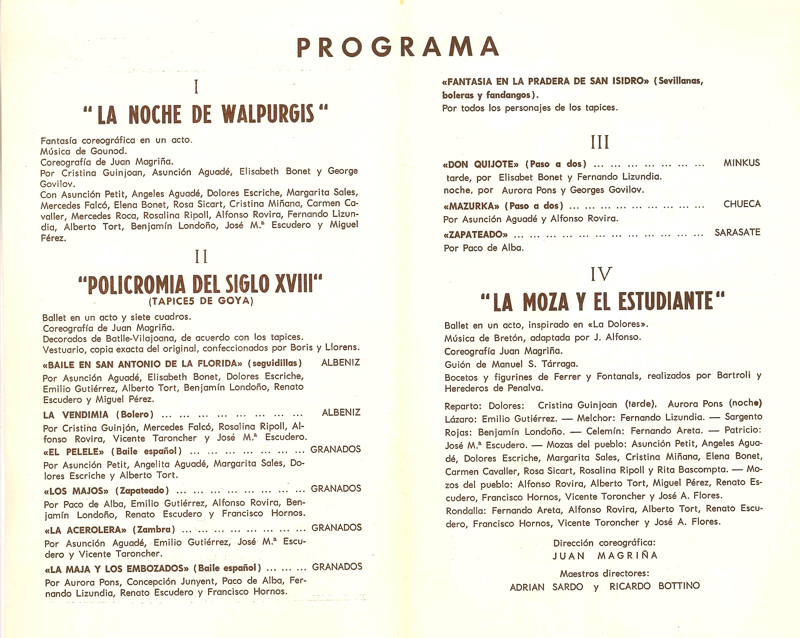 PROGRAMA
I
"LA NOCHE DE WALPURGIS"
Fantasía coreográfica en un acto.
Música de Gounod.
Coreografía de Juan Magriña.
Por Cristina Guinjoan, Asunción Aguadé, Elisabeth Bonet y George
Govilov.
Con Asunción Petit, Angeles Aguadé, Dolores Escriche, Margarita Sales,
Mercedes Falcó, Elena Bonet, Rosa Sicart, Cristina Miñana, Carmen Ca-
valler, Mercedes Roca, Rosalina Ripoll, Alfonso Rovira, Fernando Lizun-
dia, Alberto Tort, Benjamín Londoño, José M.ª Escudero y Miguel
Férez.
II
"POLICROMIA DEL SIGLO XVIII"
(TAPICES DE GOYA)
Ballet en un acto y siete cuadros.
Coreografía de Juan Magriña.
Decorados de Batlle-Vilajoana, de acuerdo con los tapices.
Vestuario, copia exacta del original, confeccionados por Boris y Llorens.
«BAILE EN SAN ANTONIO DE LA FLORIDA» (seguidillas) ALBENIZ
Por Asunción Aguadé, Elisabeth Bonet, Dolores Escriche,
Emilio Gutiérrez, Alberto Tort, Benjamín Londoño, Renato
Escudero y Miguel Pérez.
LA VENDIMIA (Bolero) ... ... ... ... ... ... ... ALBENIZ
Por Cristina Guinjón, Mercedes Falcó, Rosalina Ripoll, Al-
fonso Rovira, Vicente Taroncher y José M.ª Escudero.
«EL PELELE» (Baile español) ... ... ... ... ... ... GRANADOS
Por Asunción Petit, Angelita Aguadé, Margarita Sales, Do-
lores Escriche y Alberto Tort.
«LOS MAJOS» (Zapateado) ... ... ... ... ... ... ... GRANADOS
Por Paco de Alba, Emilio Gutiérrez, Alfonso Rovira, Ben-
jamín Londoño, Renato Escudero y Francisco Hornos.
«LA ACEROLERA» (Zambra) ... ... ... ... ... ... ... GRANADOS
Por Asunción Aguadé, Emilio Gutiérrez, José M.ª Escu-
dero y Vicente Taroncher.
«LA MAJA Y LOS EMBOZADOS» (Baile español) ... ... ... GRANADOS
Por Aurora Pons, Concepción Junyent, Paco de Alba, Fer-
nando Lizundia, Renato Escudero y Francisco Hornos.
«FANTASIA EN LA PRADERA DE SAN ISIDRO» (Sevillanas,
boleras y fandangos).
Por todos los personajes de los tapices.
III
«DON QUIJOTE» (Paso a dos) ... ... ... ... ... ... ... MINKUS
tarde, por Elisabet Bonet y Fernando Lizundia.
noche, por Aurora Pons y Georges Govilov.
«MAZURKA» (Paso a dos) ... ... ... ... ... ... ... ... CHUECA
Por Asunción Aguadé y Alfonso Rovira.
«ZAPATEADO» ... ... ... ... ... ... ... ... ... ... ... SARASATE
Por Paco de Alba.
IV
"LA MOZA Y EL ESTUDIANTE"
Ballet en un acto, inspirado en «La Dolores».
Música de Bretón, adaptada por J. Alfonso.
Coreografía Juan Magriña.
Guión de Manuel S. Tárraga.
Bocetos y figurines de Ferrer y Fontanals, realizados por Bartroli y
Herederos de Penalva.
Reparto: Dolores: Cristina Guinjoan (tarde), Aurora Pons (noche)
Lázaro: Emilio Gutiérrez. — Melchor: Fernando Lizundia. — Sargento
Rojas: Benjamín Londoño. — Celemín: Fernando Areta. — Patricio:
José M.ª Escudero. — Mozas del pueblo: Asunción Petit, Angeles Agua-
dé, Dolores Escriche, Margarita Sales, Cristina Miñana, Elena Bonet,
Carmen Cavaller, Rosa Sicart, Rosalina Ripoll y Rita Bascompta. — Mo-
zos del pueblo: Alfonso Rovira, Alberto Tort, Miguel Pérez, Renato Es-
cudero, Francisco Hornos, Vicente Toroncher y José A. Flores.
Rondalla: Fernando Areta, Alfonso Rovira, Alberto Tort, Renato Escu-
dero, Francisco Hornos, Vicente Toroncher y José A. Flores.
Dirección coreográfica:
JUAN MAGRIÑA
Maestros directores:
ADRIAN SARDO y RICARDO BOTTINO